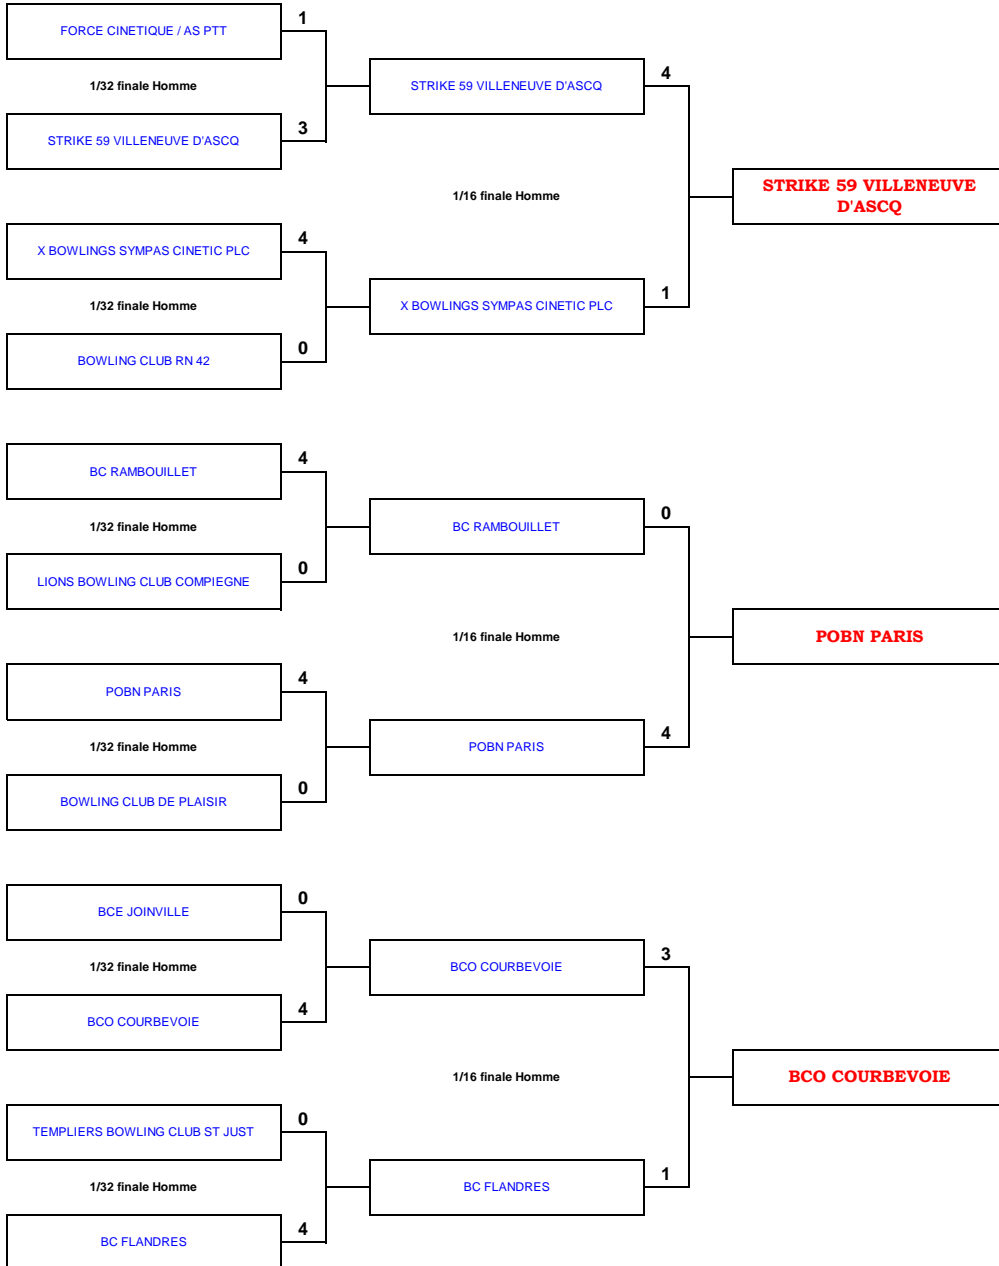 1
FORCE CINETIQUE / AS PTT
1/32 finale Homme
STRIKE 59 VILLENEUVE D'ASCQ
4
3
STRIKE 59 VILLENEUVE D'ASCQ
1/16 finale Homme
STRIKE 59 VILLENEUVE
D'ASCQ
4
X BOWLINGS SYMPAS CINETIC PLC
1/32 finale Homme
X BOWLINGS SYMPAS CINETIC PLC
1
0
BOWLING CLUB RN 42
4
BC RAMBOUILLET
1/32 finale Homme
BC RAMBOUILLET
0
0
LIONS BOWLING CLUB COMPIEGNE
1/16 finale Homme
POBN PARIS
4
POBN PARIS
1/32 finale Homme
POBN PARIS
4
0
BOWLING CLUB DE PLAISIR
0
BCE JOINVILLE
1/32 finale Homme
BCO COURBEVOIE
3
4
BCO COURBEVOIE
1/16 finale Homme
BCO COURBEVOIE
0
TEMPLIERS BOWLING CLUB ST JUST
1/32 finale Homme
BC FLANDRES
1
4
BC FLANDRES